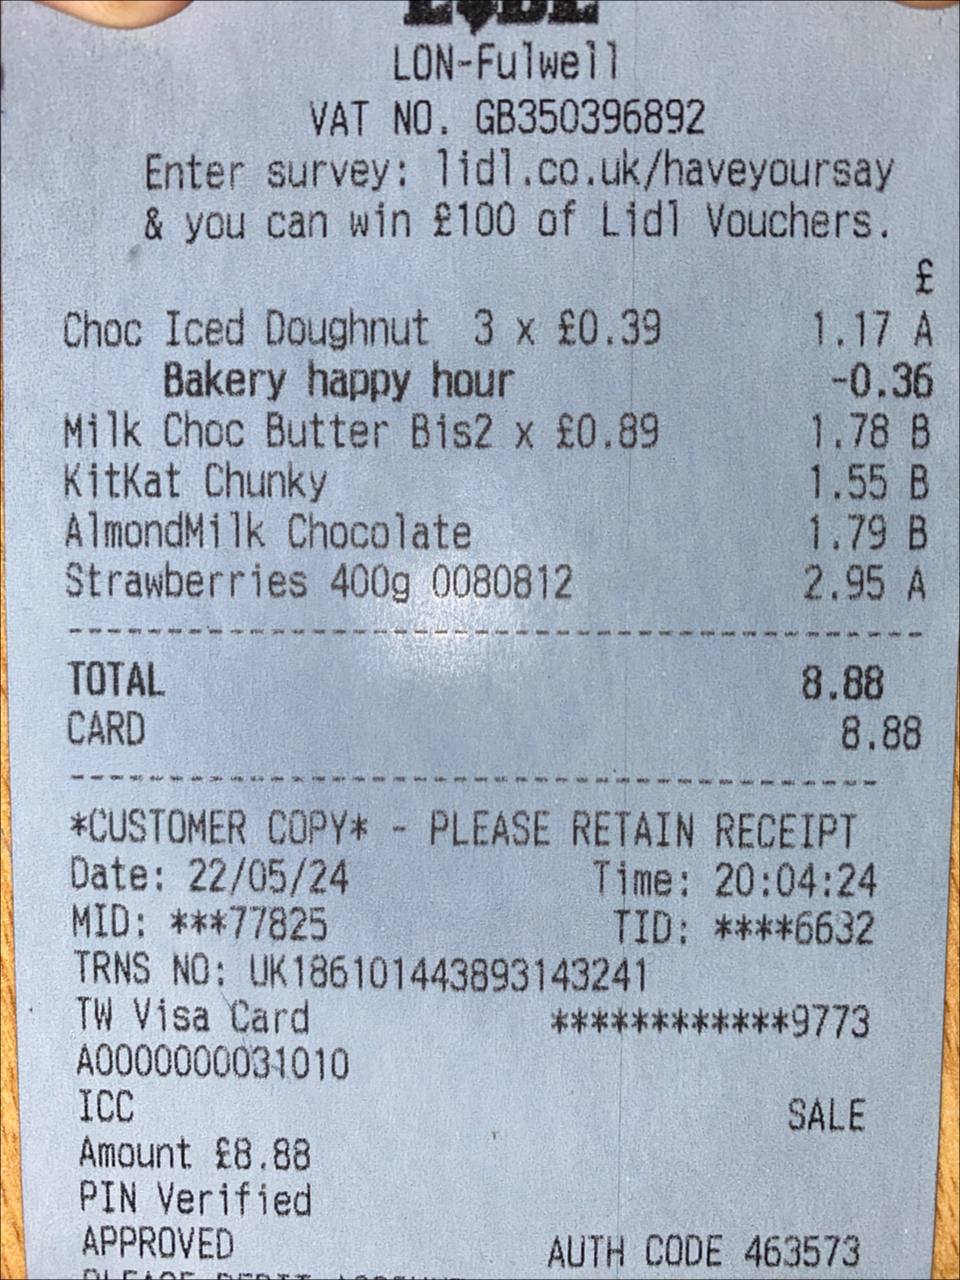 LON-Fulwell
VAT NO. GB350396892
Enter survey: lidl.co.uk/haveyoursay
& you can win £100 of Lidl Vouchers.
£
Choc Iced Doughnut 3 x £0.39 1.17 A
Bakery happy hour -0.36
Milk Choc Butter Bis2 x £0.89 1.78 B
KitKat Chunky 1.55 B
AlmondMilk Chocolate 1.79 B
Strawberries 400g 0080812 2.95 A
TOTAL 8.88
CARD 8.88
*CUSTOMER COPY* - PLEASE RETAIN RECEIPT
Date: 22/05/24 Time: 20:04:24
MID: ***77825 TID: ****6632
TRNS NO: UK186101443893143241
TW Visa Card ************9773
A0000000031010
ICC SALE
Amount £8.88
PIN Verified
APPROVED AUTH CODE 463573